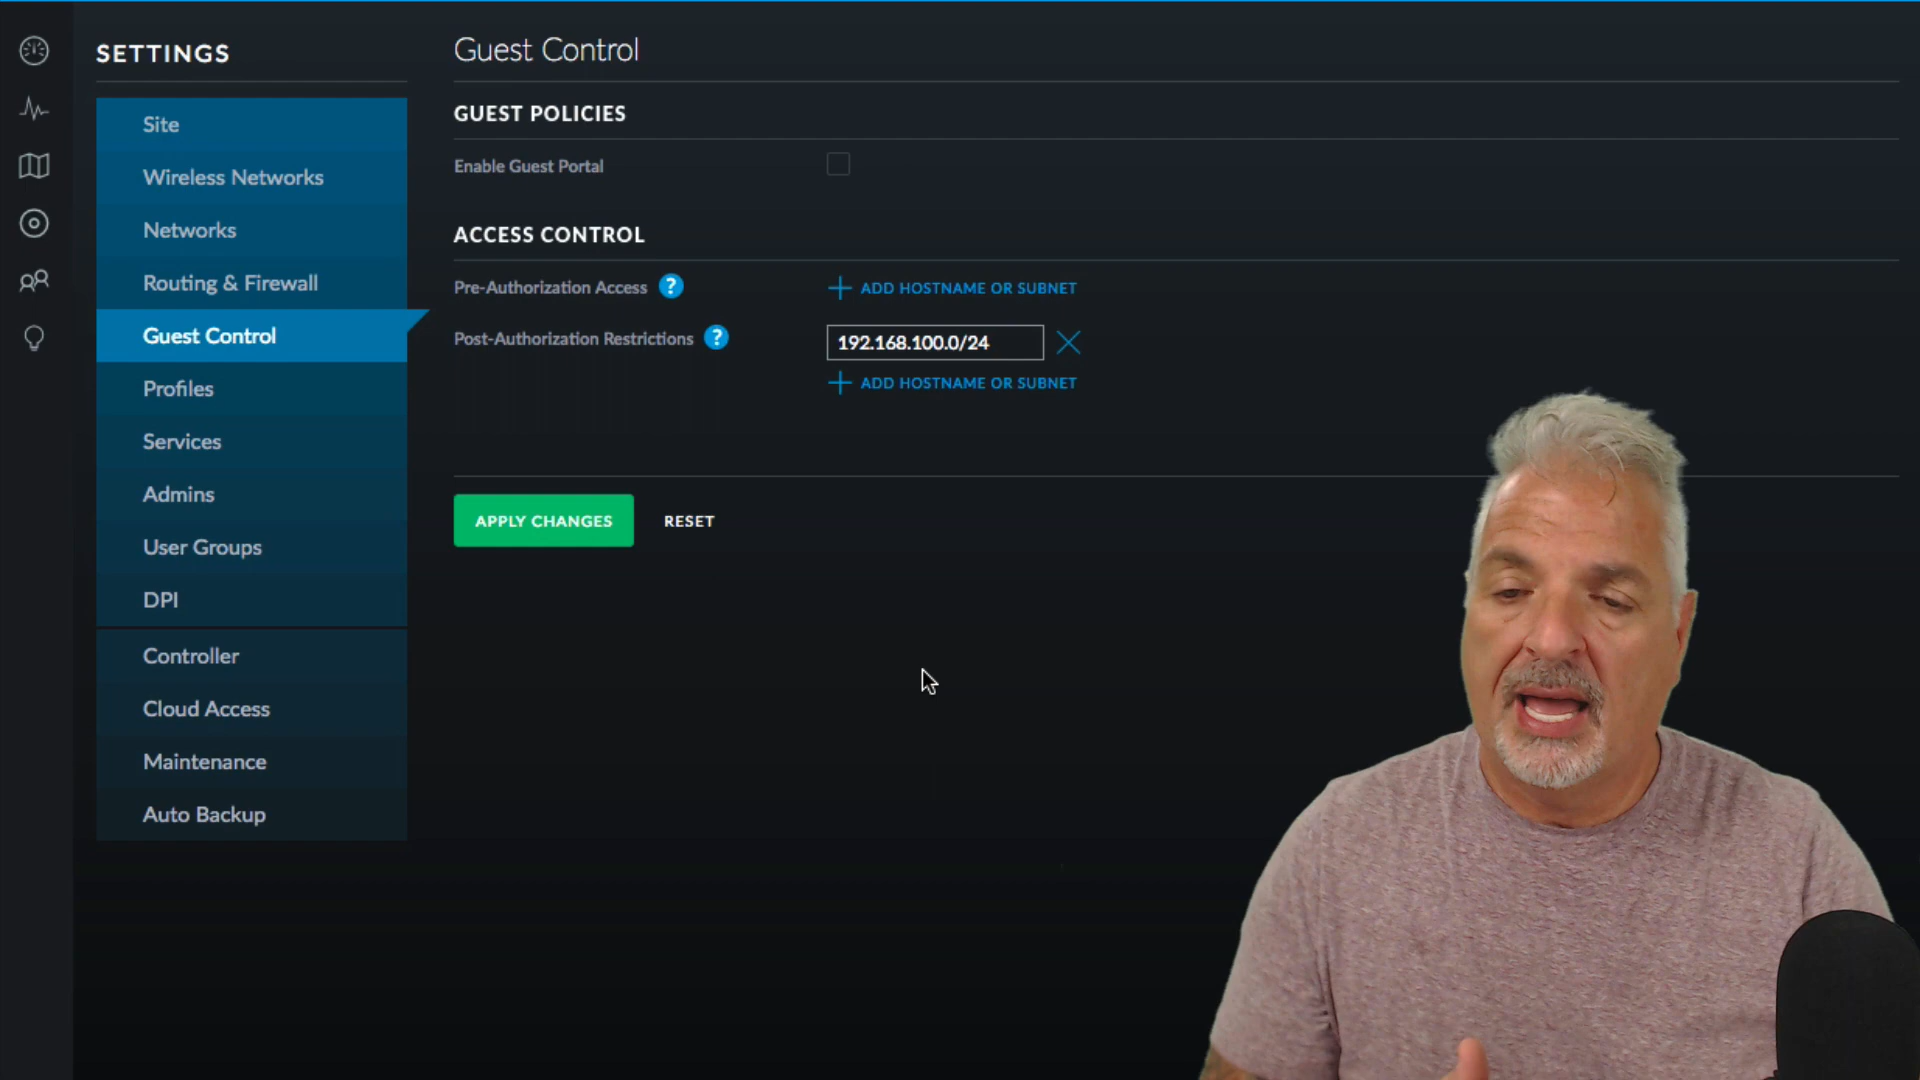 SETTINGS
Site
Wireless Networks
Networks
Routing & Firewall
Guest Control
Profiles
Services
Admins
User Groups
DPI
Controller
Cloud Access
Maintenance
Auto Backup
Guest Control
GUEST POLICIES
Enable Guest Portal
ACCESS CONTROL
Pre-Authorization Access ? + ADD HOSTNAME OR SUBNET
Post-Authorization Restrictions ? 192.168.100.0/24
+ ADD HOSTNAME OR SUBNET
APPLY CHANGES RESET